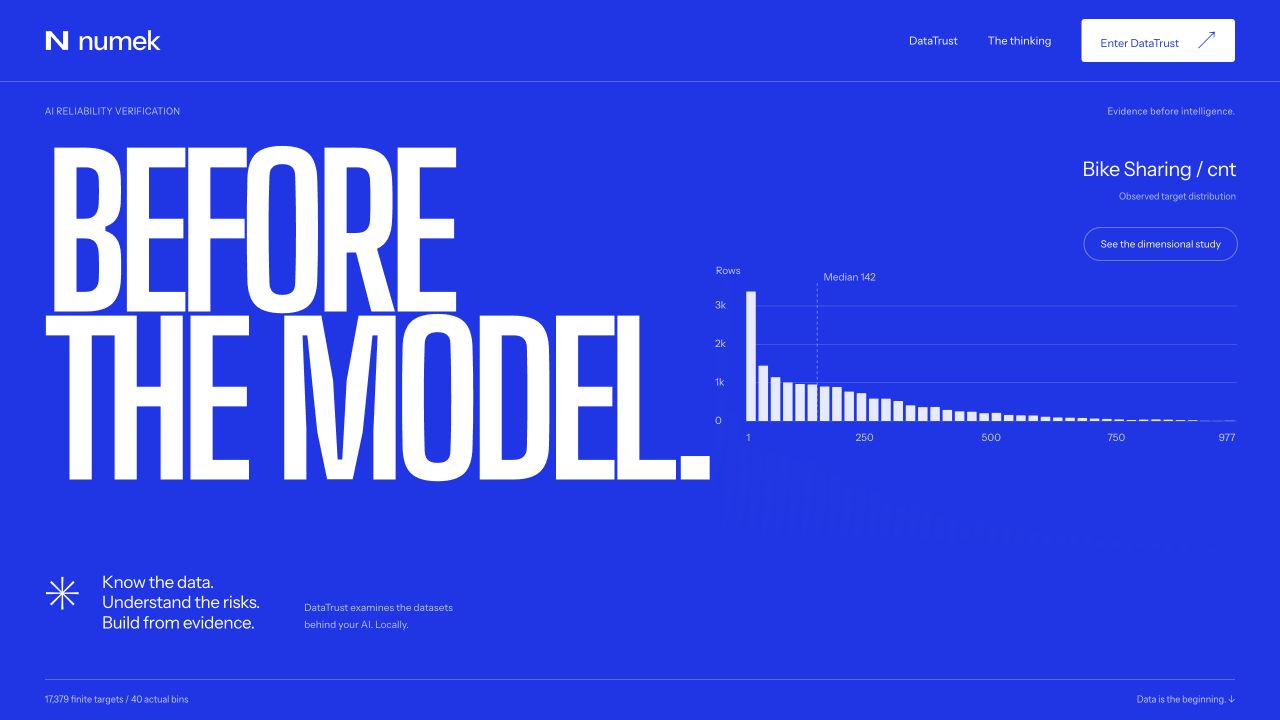 N numek
DataTrust
The thinking
Enter DataTrust
AI RELIABILITY VERIFICATION
Evidence before intelligence.
BEFORE
THE MODEL.
Bike Sharing / cnt
Observed target distribution
See the dimensional study
Rows
Median 142
3k
2k
1k
0
1 250 500 750 977
Know the data.
Understand the risks.
Build from evidence.
DataTrust examines the datasets
behind your AI. Locally.
17,379 finite targets / 40 actual bins
Data is the beginning. ↓